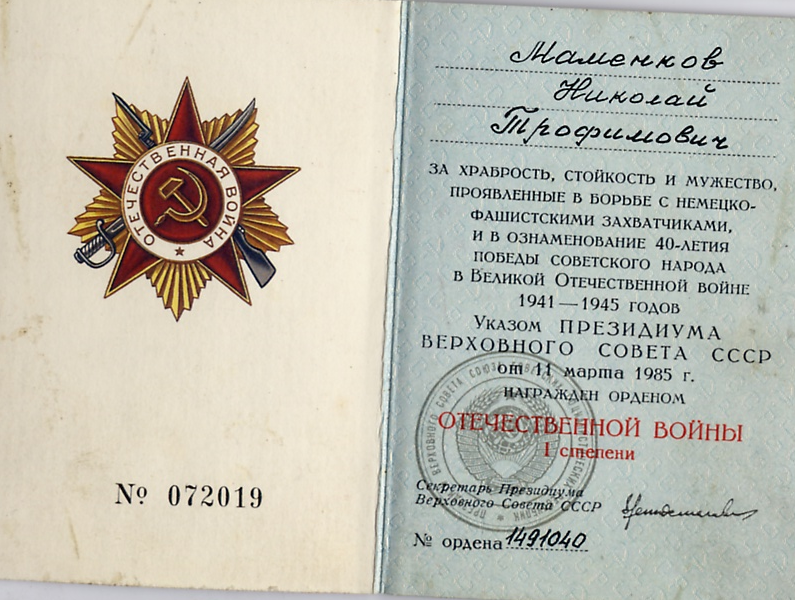 ОТЕЧЕСТВЕННАЯ ВОЙНА
№ 072019
Маменков
Николай
Трофимович
ЗА ХРАБРОСТЬ, СТОЙКОСТЬ И МУЖЕСТВО,
ПРОЯВЛЕННЫЕ В БОРЬБЕ С НЕМЕЦКО-
ФАШИСТСКИМИ ЗАХВАТЧИКАМИ,
И В ОЗНАМЕНОВАНИЕ 40-ЛЕТИЯ
ПОБЕДЫ СОВЕТСКОГО НАРОДА
В ВЕЛИКОЙ ОТЕЧЕСТВЕННОЙ ВОЙНЕ
1941—1945 ГОДОВ
УКАЗОМ ПРЕЗИДИУМА
ВЕРХОВНОГО СОВЕТА СССР
от 11 марта 1985 г.
НАГРАЖДЕН ОРДЕНОМ
ОТЕЧЕСТВЕННОЙ ВОЙНЫ
I степени
Секретарь Президиума
Верховного Совета СССР
№ ордена 1491040